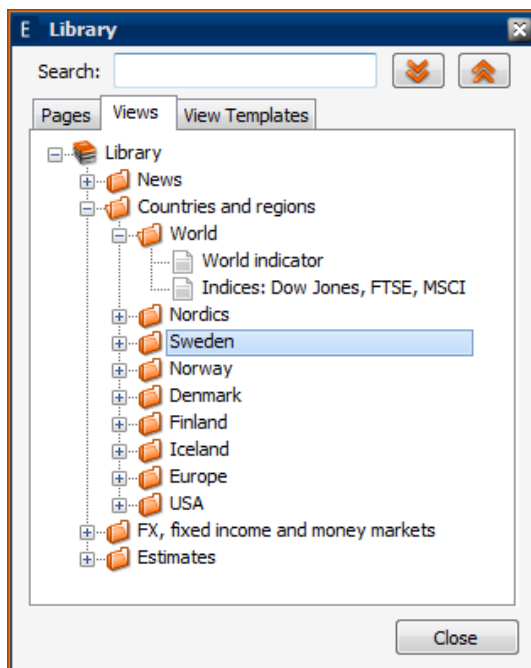 E Library
Search:
Pages Views View Templates
Library
News
Countries and regions
World
World indicator
Indices: Dow Jones, FTSE, MSCI
Nordics
Sweden
Norway
Denmark
Finland
Iceland
Europe
USA
FX, fixed income and money markets
Estimates
Close